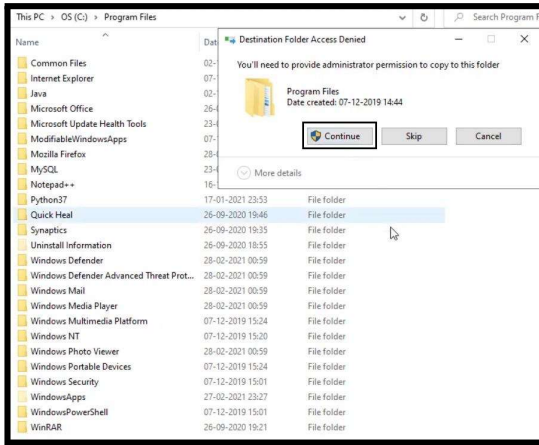 This PC > OS (C:) > Program Files
Search Program F
Name
Dat
Common Files 02-
Internet Explorer 07-
Java 02-
Microsoft Office 26-0
Microsoft Update Health Tools 23-0
ModifiableWindowsApps 07-
Mozilla Firefox 28-0
MySQL 23-0
Notepad++ 16-
Python37 17-01-2021 23:53 File folder
Quick Heal 26-09-2020 19:46 File folder
Synaptics 26-09-2020 19:35 File folder
Uninstall Information 26-09-2020 18:55 File folder
Windows Defender 28-02-2021 00:59 File folder
Windows Defender Advanced Threat Prot... 28-02-2021 00:59 File folder
Windows Mail 28-02-2021 00:59 File folder
Windows Media Player 28-02-2021 00:59 File folder
Windows Multimedia Platform 07-12-2019 15:24 File folder
Windows NT 07-12-2019 15:20 File folder
Windows Photo Viewer 28-02-2021 00:59 File folder
Windows Portable Devices 07-12-2019 15:24 File folder
Windows Security 07-12-2019 15:01 File folder
WindowsApps 27-02-2021 23:27 File folder
WindowsPowerShell 07-12-2019 15:01 File folder
WinRAR 26-09-2020 19:21 File folder
Destination Folder Access Denied
You'll need to provide administrator permission to copy to this folder
Program Files
Date created: 07-12-2019 14:44
Continue Skip Cancel
More details